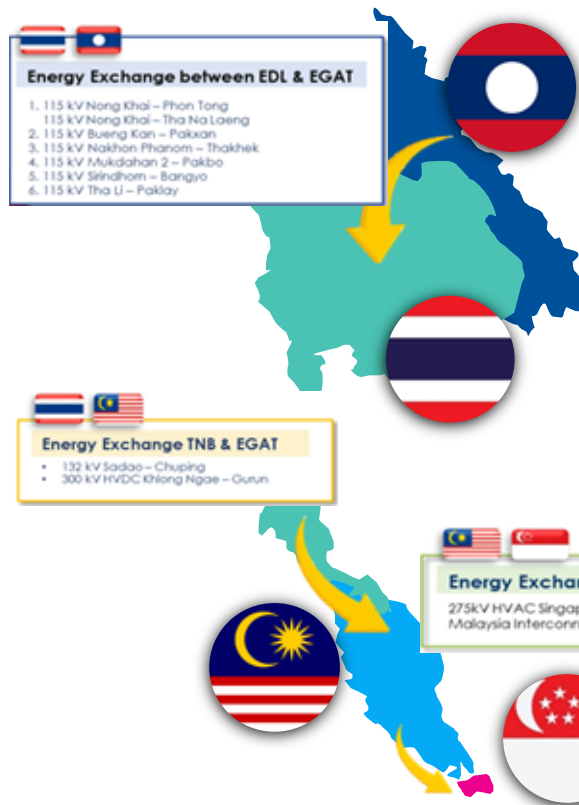 Energy Exchange between EDL & EGAT
1. 115 kV Nong Khai – Phon Tong
115 kV Nong Khai – Tha Na Laeng
2. 115 kV Bueng Kan – Pakxan
3. 115 kV Nakhon Phanom – Thakhek
4. 115 kV Mukdahan 2 – Pakbo
5. 115 kV Sirindhorn – Bangyo
6. 115 kV Tha Li – Paklay
Energy Exchange TNB & EGAT
• 132 kV Sadao – Chuping
• 300 kV HVDC Khlong Ngae – Gurun
Energy Exchan
275kV HVAC Singap
Malaysia Interconn